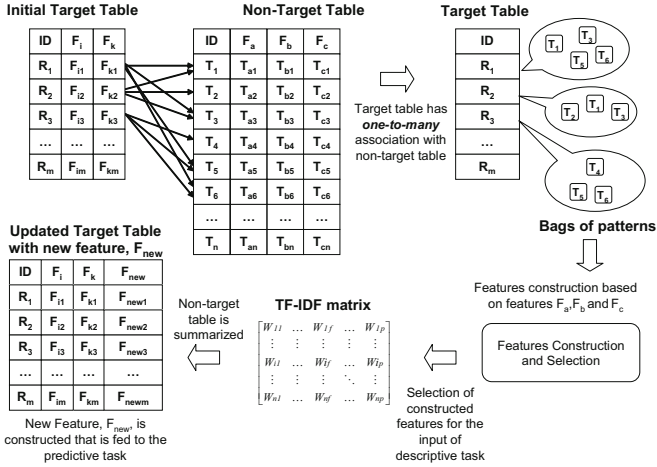 Initial Target Table
ID F_i F_k
R_1 F_i1 F_k1
R_2 F_i2 F_k2
R_3 F_i3 F_k3
... ... ...
R_m F_im F_km
Non-Target Table
ID F_a F_b F_c
T_1 T_a1 T_b1 T_c1
T_2 T_a2 T_b2 T_c2
T_3 T_a3 T_b3 T_c3
T_4 T_a4 T_b4 T_c4
T_5 T_a5 T_b5 T_c5
T_6 T_a6 T_b6 T_c6
... ... ... ...
T_n T_an T_bn T_cn
Target table has
one-to-many
association with
non-target table
Target Table
ID
R_1
R_2
R_3
...
R_m
T_1 T_3 T_5 T_6
T_2 T_1 T_3
T_4 T_5 T_6
Bags of patterns
Features construction based
on features F_a,F_b and F_c
Features Construction
and Selection
Selection of
constructed
features for the
input of
descriptive task
TF-IDF matrix
W_11 ... W_1f ... W_1p
⋮ ⋮ ⋮ ⋮ ⋮
W_i1 ... W_if ... W_ip
⋮ ⋮ ⋮ ⋱ ⋮
W_n1 ... W_nf ... W_np
Non-target
table is
summarized
Updated Target Table
with new feature, F_new
ID F_i F_k F_new
R_1 F_i1 F_k1 F_new1
R_2 F_i2 F_k2 F_new2
R_3 F_i3 F_k3 F_new3
... ... ... ...
R_m F_im F_km F_newm
New Feature, F_new, is
constructed that is fed to the
predictive task